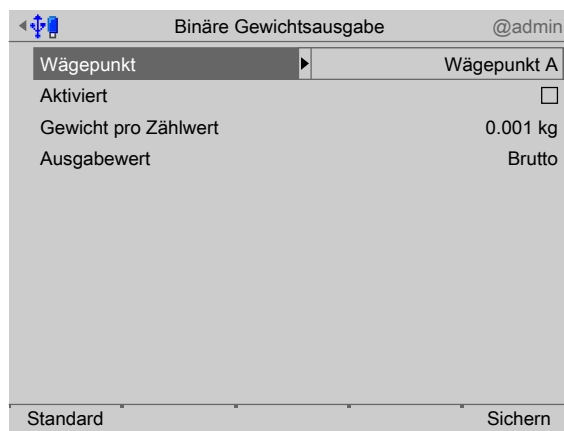 Binäre Gewichtsausgabe @admin
Wägepunkt Wägepunkt A
Aktiviert
Gewicht pro Zählwert 0.001 kg
Ausgabewert Brutto
Standard Sichern